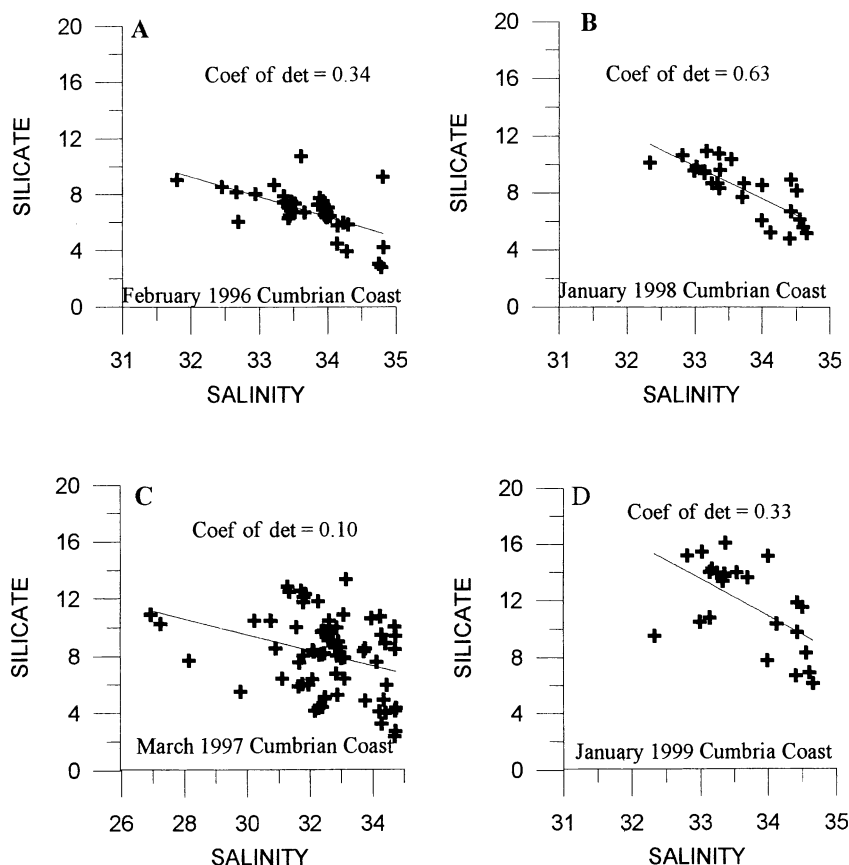 A
Coef of det = 0.34
20
16
12
8
4
0
SILICATE
February 1996 Cumbrian Coast
31 32 33 34 35
SALINITY
B
Coef of det = 0.63
20
16
12
8
4
0
SILICATE
January 1998 Cumbrian Coast
31 32 33 34 35
SALINITY
C
Coef of det = 0.10
20
16
12
8
4
0
SILICATE
March 1997 Cumbrian Coast
26 28 30 32 34
SALINITY
D
Coef of det = 0.33
20
16
12
8
4
0
SILICATE
January 1999 Cumbria Coast
31 32 33 34 35
SALINITY